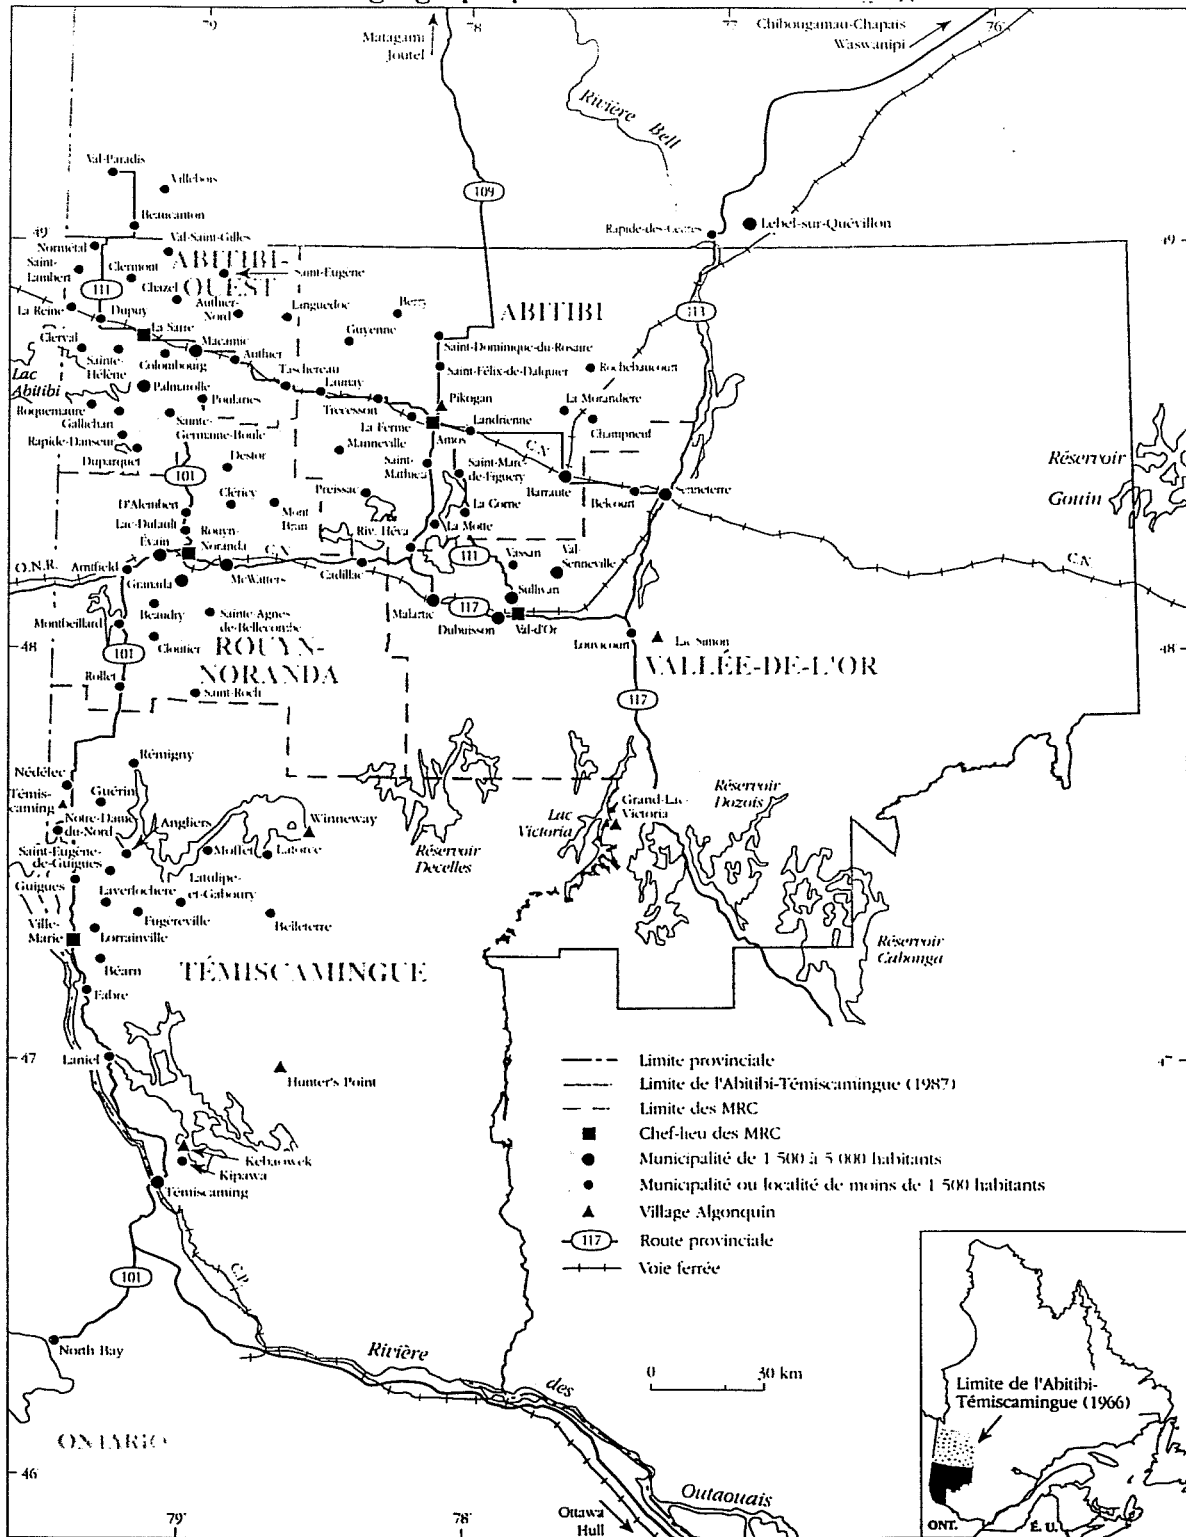 79
78
77
76
Matagami
Joutel
Chibougamau-Chapais
Waswanipi
Rivière Bell
Val-Paradis
Villebois
Beaucanton
109
Rapide-des-Cèdres
Lebel-sur-Quévillon
49
49
Normétal
Val-Saint-Gilles
Saint-
Lambert
Clermont
ABITIBI-
OUEST
Saint-Eugène
Chazel
111
Authier-
Nord
Languedoc
Berry
ABITIBI
113
La Reine
Dupuy
La Sarre
Macamic
Guyenne
Clerval
Sainte-
Hélène
Colombourg
Authier
Saint-Dominique-du-Rosaire
Lac
Abitibi
Taschereau
Saint-Félix-de-Dalquier
Rochebaucourt
Palmarolle
Launay
Poularies
Trécesson
Pikogan
La Morandière
Roquemaure
Gallichan
Sainte-
Germaine-Boulé
La Ferme
Amos
Landrienne
Champneuf
Rapide-Danseur
Manneville
C.N.
Duparquet
Destor
Saint-
Mathieu
Saint-Marc-
de-Figuery
Réservoir
Gouin
101
Barraute
Belcourt
Senneterre
D'Alembert
Cléricy
Mont
Brun
Preissac
La Corne
Lac-Dufault
Rouyn-
Noranda
Riv. Héva
La Motte
Évain
C.N.
111
Vassan
Val-
Senneville
C.N.
O.N.R.
Arntfield
Granada
McWatters
Cadillac
Sullivan
Beaudry
Sainte-Agnès
de-Bellecombe
Malartic
117
Dubuisson
Val-d'Or
Montbeillard
Cloutier
Louvicourt
Lac Simon
48
48
101
ROUYN-
NORANDA
VALLÉE-DE-L'OR
Rollet
Saint-Roch
117
Rémigny
Nédélec
Témis-
caming
Guérin
Réservoir
Dozois
Notre-Dame
du-Nord
Angliers
Winneway
Lac
Victoria
Grand-Lac-
Victoria
Saint-Eugène-
de-Guigues
Moffet
Laforce
Réservoir
Decelles
Guigues
Latulipe-
et-Gaboury
Laverlochère
Fugèreville
Belleterre
Ville-
Marie
Lorrainville
Réservoir
Cabonga
Béarn
TÉMISCAMINGUE
Fabre
47
47
Laniel
Hunter's Point
Limite provinciale
Limite de l'Abitibi-Témiscamingue (1987)
Limite des MRC
Chef-lieu des MRC
Kebaowek
Municipalité de 1 500 à 5 000 habitants
Kipawa
Témiscaming
Municipalité ou localité de moins de 1 500 habitants
Village Algonquin
117
Route provinciale
Voie ferrée
101
C.P.
North Bay
Rivière
des
Outaouais
0
30 km
Limite de l'Abitibi-
Témiscamingue (1966)
ONTARIO
46
79
78
Ottawa
Hull
ONT.
É. U.